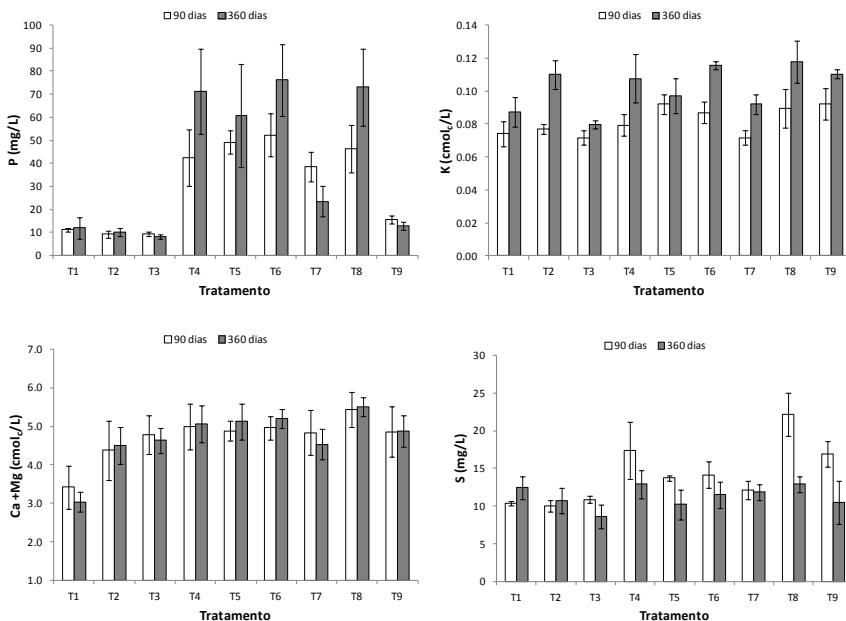 90 dias 360 dias
P (mg/L)
100
90
80
70
60
50
40
30
20
10
0
T1 T2 T3 T4 T5 T6 T7 T8 T9
Tratamento
90 dias 360 dias
K (cmolc/L)
0.14
0.12
0.10
0.08
0.06
0.04
0.02
0.00
T1 T2 T3 T4 T5 T6 T7 T8 T9
Tratamento
90 dias 360 dias
Ca +Mg (cmolc/L)
7.0
6.0
5.0
4.0
3.0
2.0
1.0
T1 T2 T3 T4 T5 T6 T7 T8 T9
Tratamento
90 dias 360 dias
S (mg/L)
30
25
20
15
10
5
0
T1 T2 T3 T4 T5 T6 T7 T8 T9
Tratamento